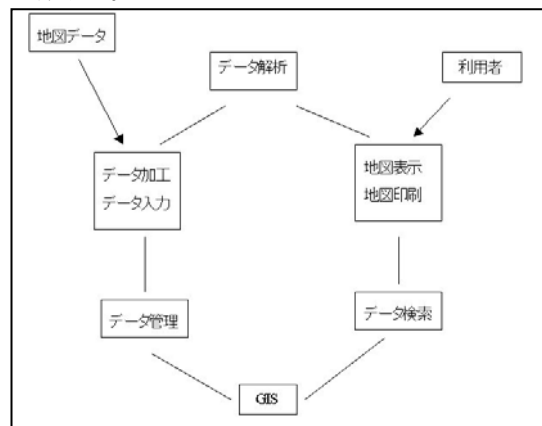 地図データ
データ解析
利用者
データ加工
データ入力
地図表示
地図印刷
データ管理
データ検索
GIS